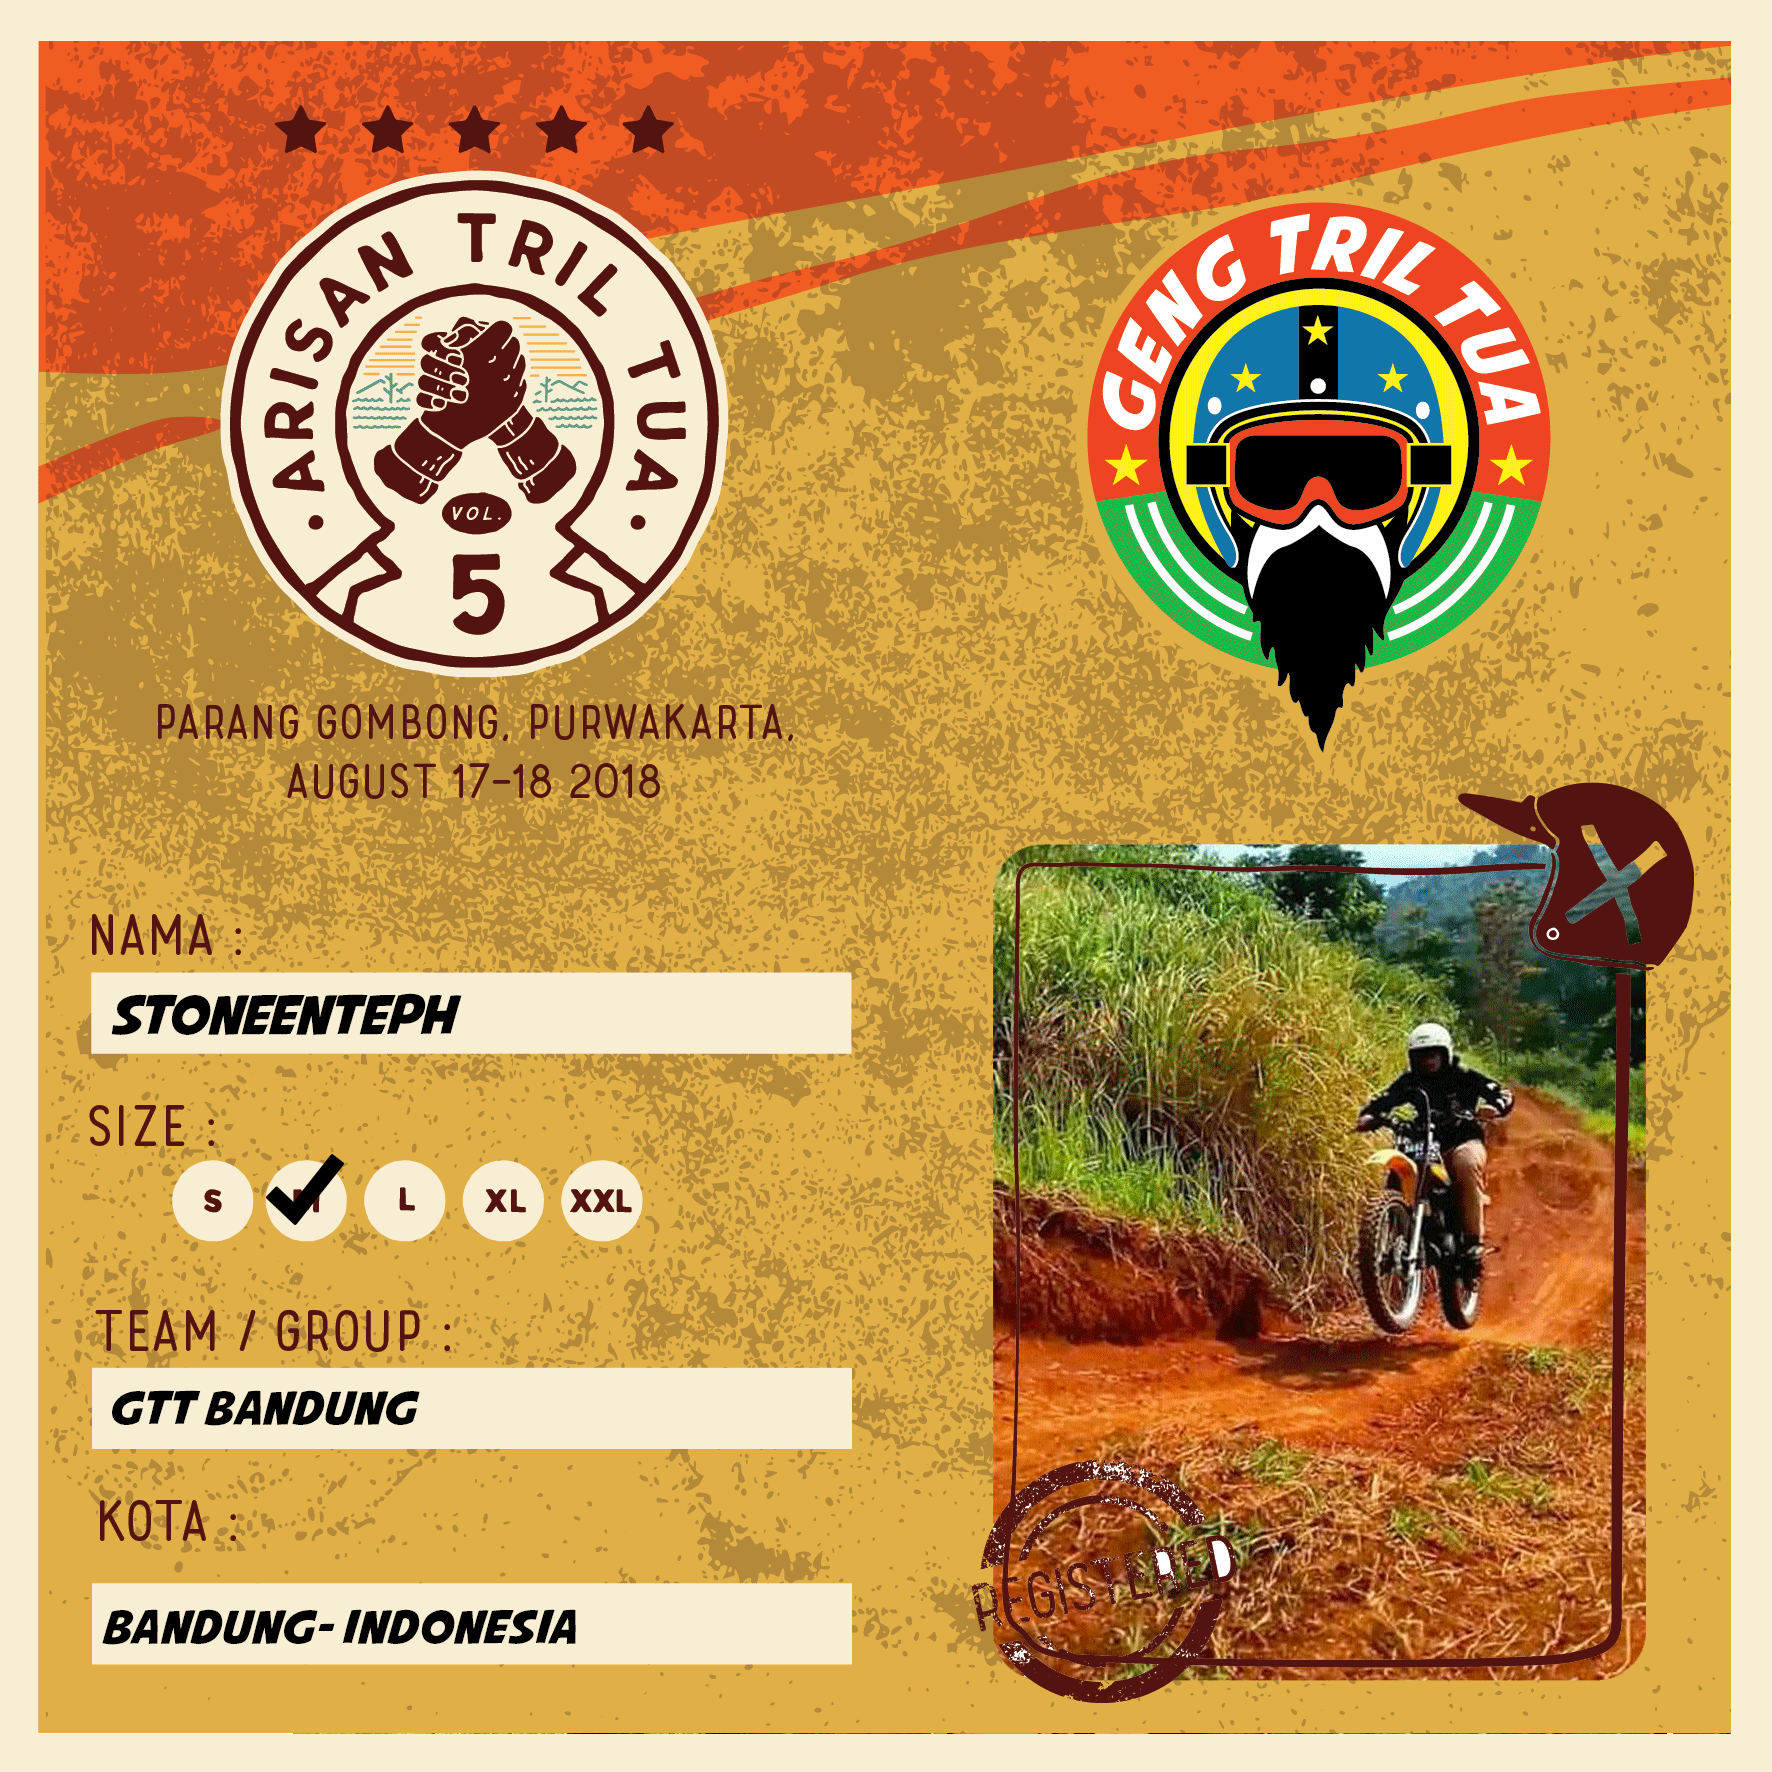 ARISAN TRIL TUA
VOL.
5
PARANG GOMBONG, PURWAKARTA,
AUGUST 17-18 2018
GENG TRIL TUA
NAMA :
STONEENTEPH
SIZE :
S M L XL XXL
TEAM / GROUP :
GTT BANDUNG
KOTA :
BANDUNG- INDONESIA
REGISTERED